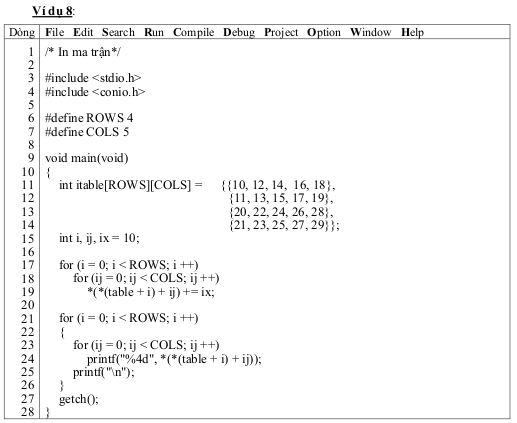 Ví dụ 8:
Dòng File Edit Search Run Compile Debug Project Option Window Help
1 /* In ma trận*/
2
3 #include <stdio.h>
4 #include <conio.h>
5
6 #define ROWS 4
7 #define COLS 5
8
9 void main(void)
10 {
11 int itable[ROWS][COLS] = {{10, 12, 14, 16, 18},
12 {11, 13, 15, 17, 19},
13 {20, 22, 24, 26, 28},
14 {21, 23, 25, 27, 29}};
15 int i, ij, ix = 10;
16
17 for (i = 0; i < ROWS; i ++)
18 for (ij = 0; ij < COLS; ij ++)
19 *(*(table + i) + ij) += ix;
20
21 for (i = 0; i < ROWS; i ++)
22 {
23 for (ij = 0; ij < COLS; ij ++)
24 printf("%4d", *(*(table + i) + ij));
25 printf("\n");
26 }
27 getch();
28 }